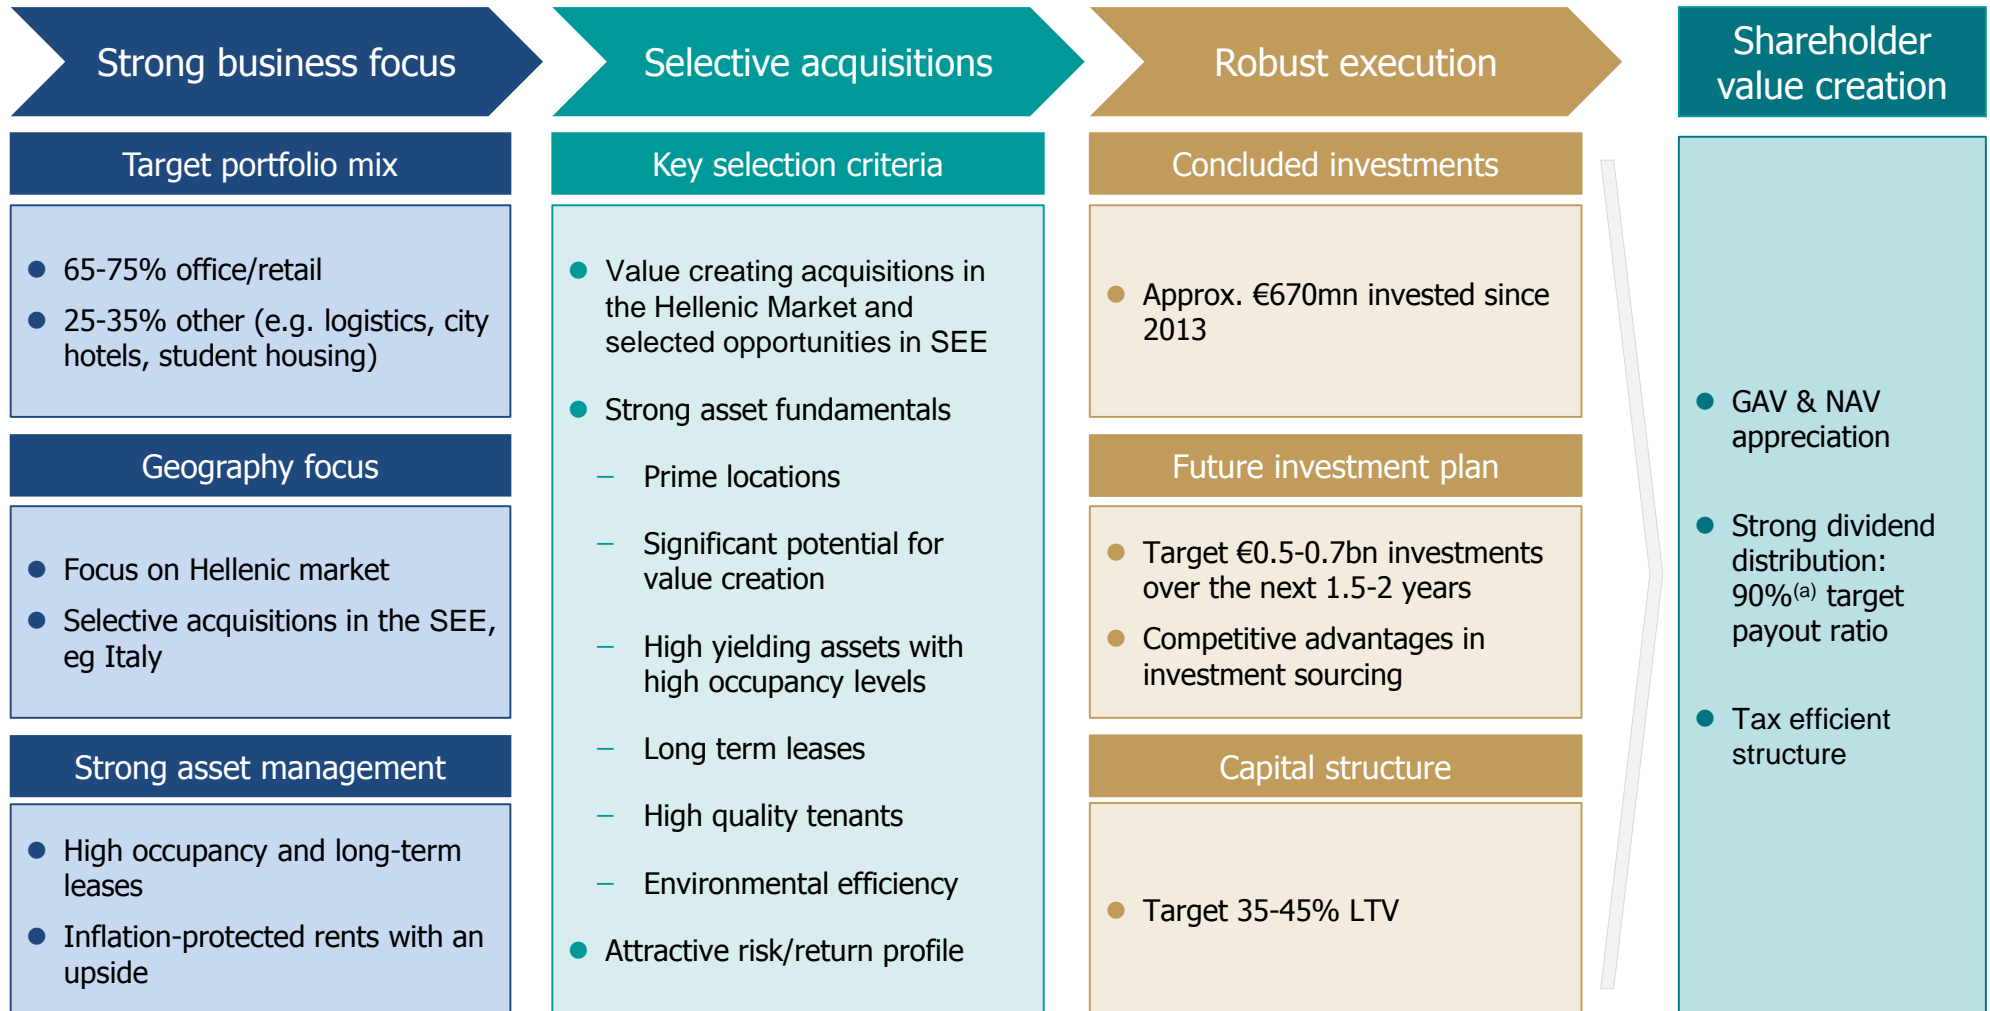 Strong business focus
Target portfolio mix
● 65-75% office/retail
● 25-35% other (e.g. logistics, city
hotels, student housing)
Geography focus
● Focus on Hellenic market
● Selective acquisitions in the SEE,
eg Italy
Strong asset management
● High occupancy and long-term
leases
● Inflation-protected rents with an
upside
Selective acquisitions
Key selection criteria
● Value creating acquisitions in
the Hellenic Market and
selected opportunities in SEE
● Strong asset fundamentals
– Prime locations
– Significant potential for
value creation
– High yielding assets with
high occupancy levels
– Long term leases
– High quality tenants
– Environmental efficiency
● Attractive risk/return profile
Robust execution
Concluded investments
● Approx. €670mn invested since
2013
Future investment plan
● Target €0.5-0.7bn investments
over the next 1.5-2 years
● Competitive advantages in
investment sourcing
Capital structure
● Target 35-45% LTV
Shareholder
value creation
● GAV & NAV
appreciation
● Strong dividend
distribution:
90%(a) target
payout ratio
● Tax efficient
structure